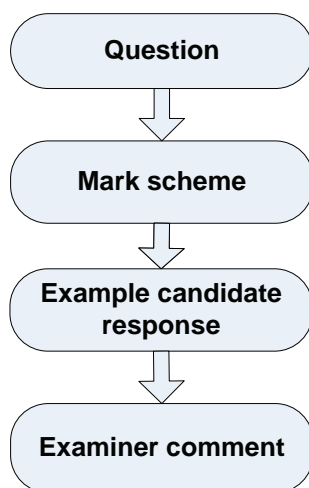 Question
Mark scheme
Example candidate
response
Examiner comment